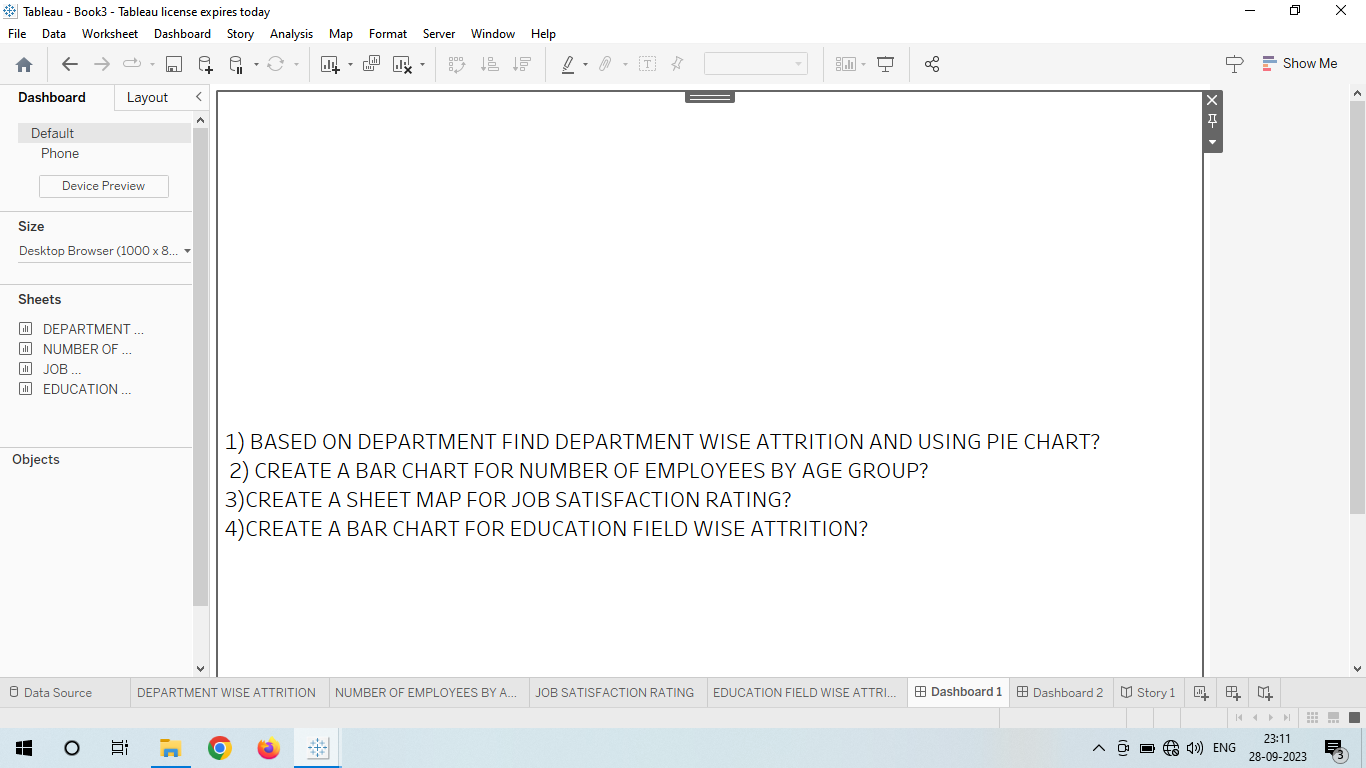 Tableau - Book3 - Tableau license expires today
File Data Worksheet Dashboard Story Analysis Map Format Server Window Help
Show Me
Dashboard Layout
Default
Phone
Device Preview
Size
Desktop Browser (1000 x 8...
Sheets
DEPARTMENT ...
NUMBER OF ...
JOB ...
EDUCATION ...
Objects
1) BASED ON DEPARTMENT FIND DEPARTMENT WISE ATTRITION AND USING PIE CHART?
2) CREATE A BAR CHART FOR NUMBER OF EMPLOYEES BY AGE GROUP?
3)CREATE A SHEET MAP FOR JOB SATISFACTION RATING?
4)CREATE A BAR CHART FOR EDUCATION FIELD WISE ATTRITION?
Data Source DEPARTMENT WISE ATTRITION NUMBER OF EMPLOYEES BY A... JOB SATISFACTION RATING EDUCATION FIELD WISE ATTRI... Dashboard 1 Dashboard 2 Story 1
ENG
23:11
28-09-2023
3